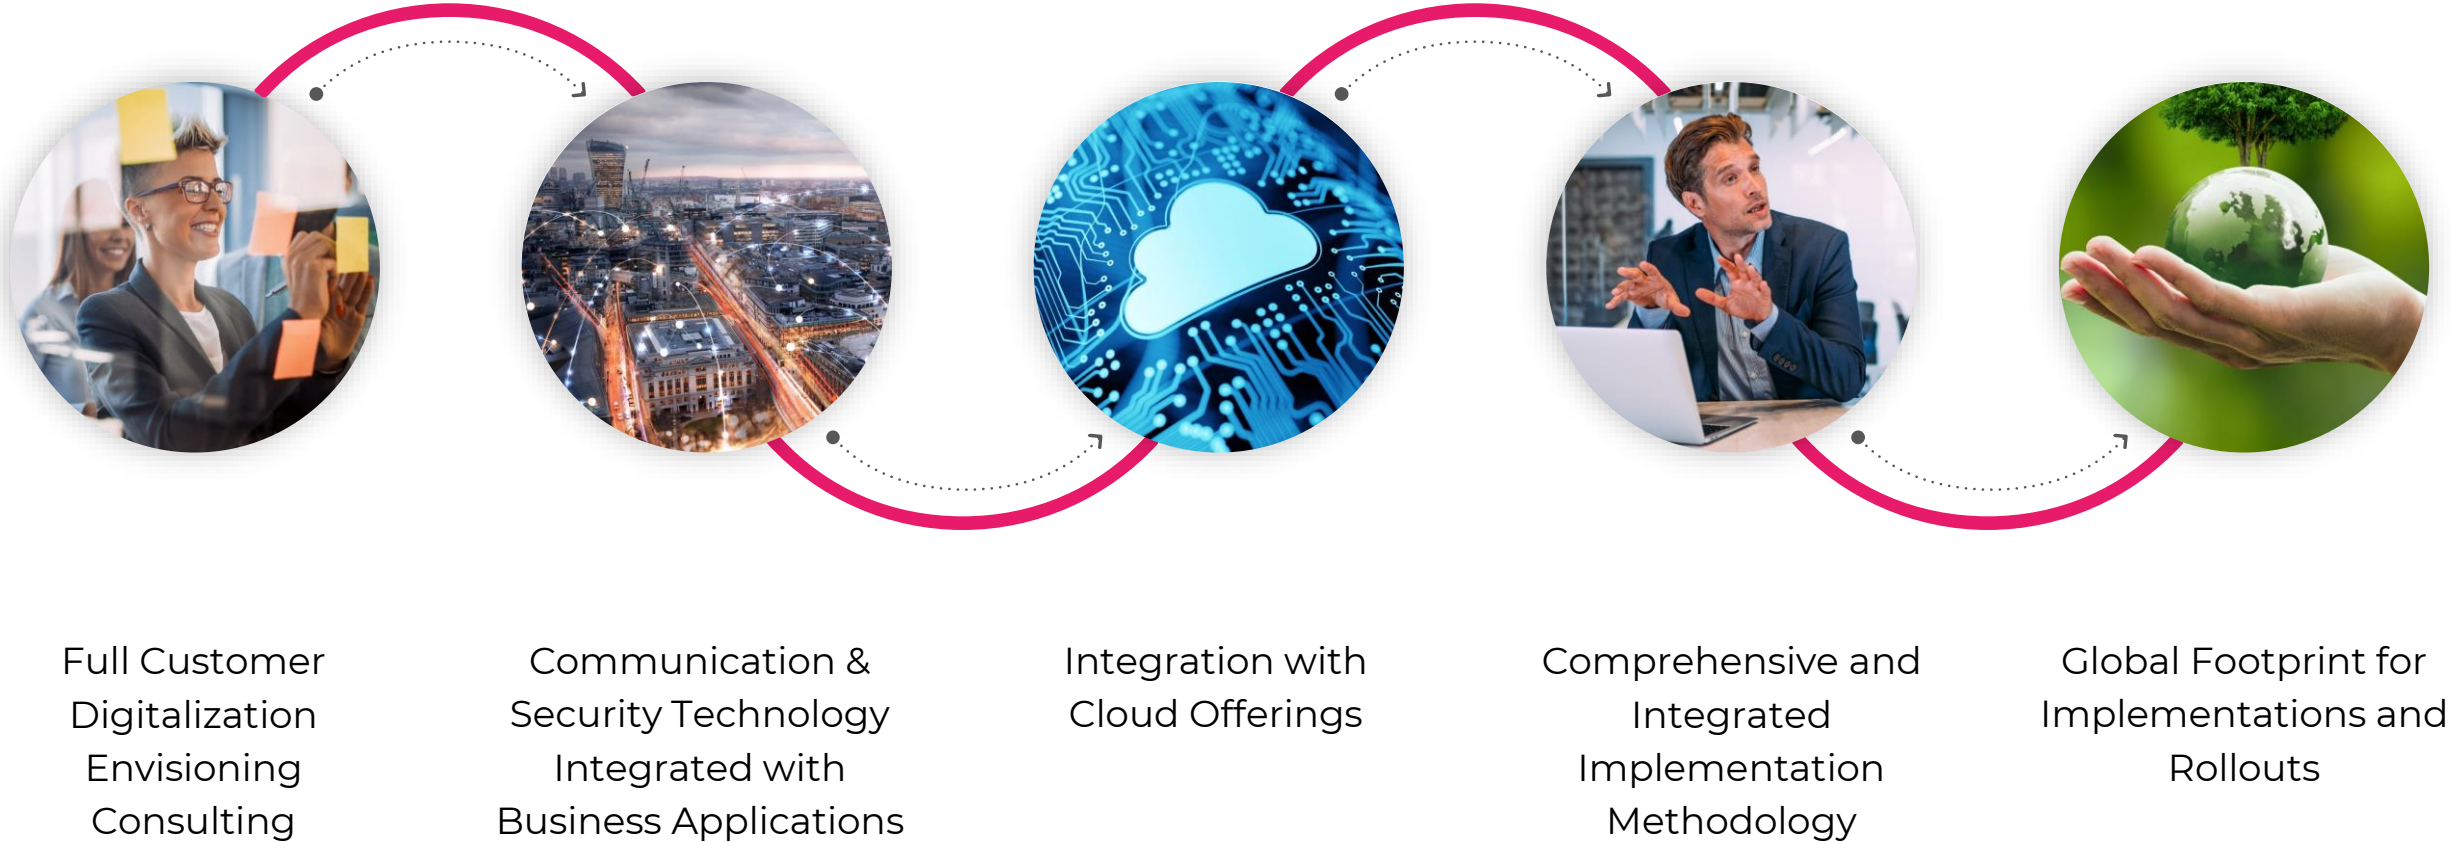 Full Customer
Digitalization
Envisioning
Consulting
Communication &
Security Technology
Integrated with
Business Applications
Integration with
Cloud Offerings
Comprehensive and
Integrated
Implementation
Methodology
Global Footprint for
Implementations and
Rollouts